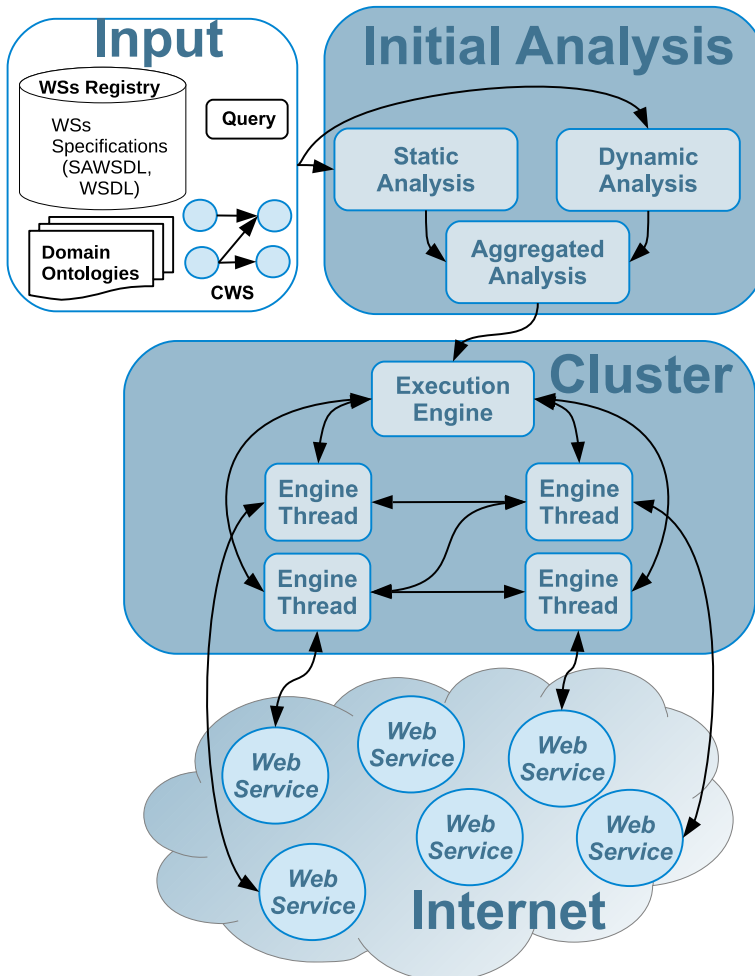 Input
WSs Registry
WSs
Specifications
(SAWSDL,
WSDL)
Query
Domain
Ontologies
CWS
Initial Analysis
Static
Analysis
Dynamic
Analysis
Aggregated
Analysis
Cluster
Execution
Engine
Engine
Thread
Engine
Thread
Engine
Thread
Engine
Thread
Web
Service
Web
Service
Web
Service
Web
Service
Web
Service
Web
Service
Internet